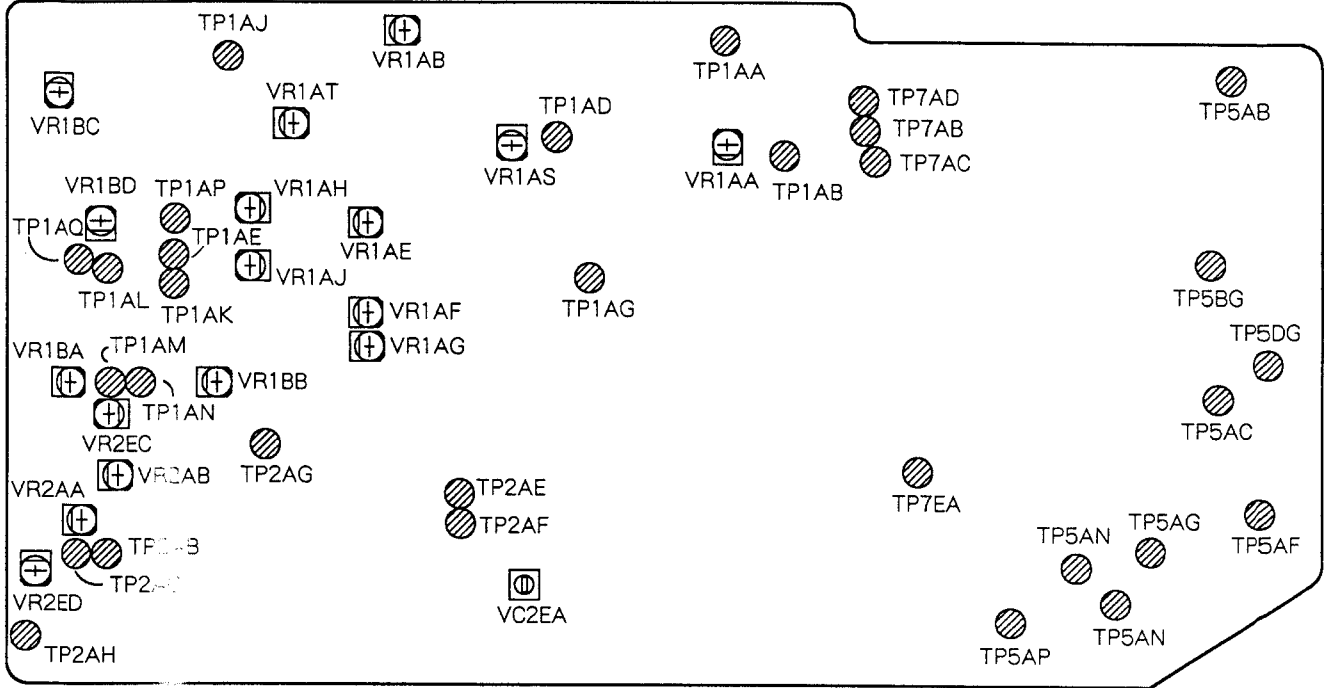 TP1AJ
VR1AB
TP1AA
VR1BC
VR1AT
TP1AD
TP7AD
TP7AB
TP7AC
TP5AB
VR1AS
VR1AA
TP1AB
VR1BD
TP1AP
VR1AH
TP1AQ
TP1AE
VR1AE
VR1AJ
TP1AL
TP1AK
TP1AG
TP5BG
VR1AF
VR1AG
TP5DG
VR1BA
TP1AM
VR1BB
TP1AN
TP5AC
VR2EC
VR2AB
TP2AG
VR2AA
TP2AE
TP2AF
TP7EA
TP5AN
TP5AG
TP5AF
VR2ED
VC2EA
TP5AN
TP2AH
TP5AP